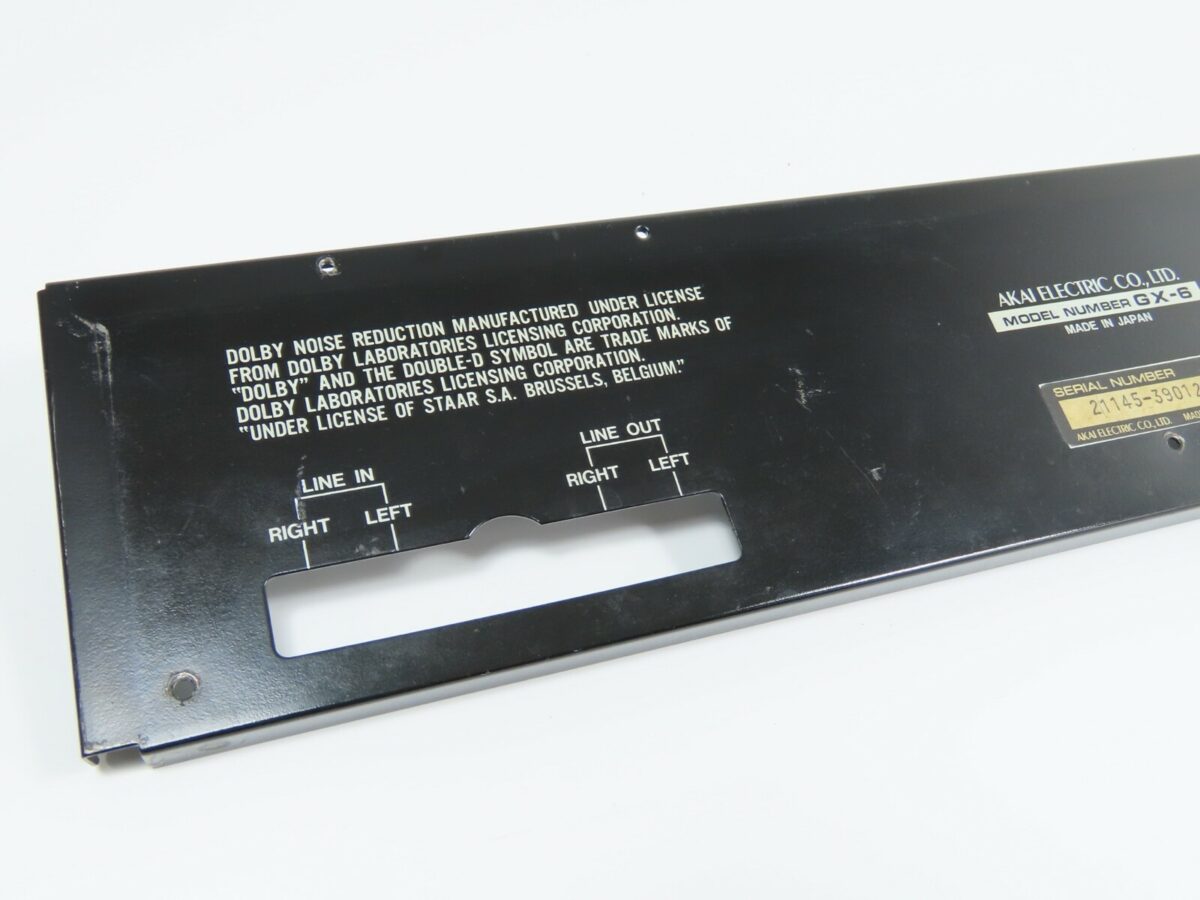 DOLBY NOISE REDUCTION MANUFACTURED UNDER LICENSE
FROM DOLBY LABORATORIES LICENSING CORPORATION.
"DOLBY" AND THE DOUBLE-D SYMBOL ARE TRADE MARKS OF
DOLBY LABORATORIES LICENSING CORPORATION.
"UNDER LICENSE OF STAAR S.A. BRUSSELS, BELGIUM."
LINE IN
RIGHT LEFT
LINE OUT
RIGHT LEFT
AKAI ELECTRIC CO., LTD.
MODEL NUMBER GX-6
MADE IN JAPAN
SERIAL NUMBER
21145-3901
AKAI ELECTRIC CO., LTD.